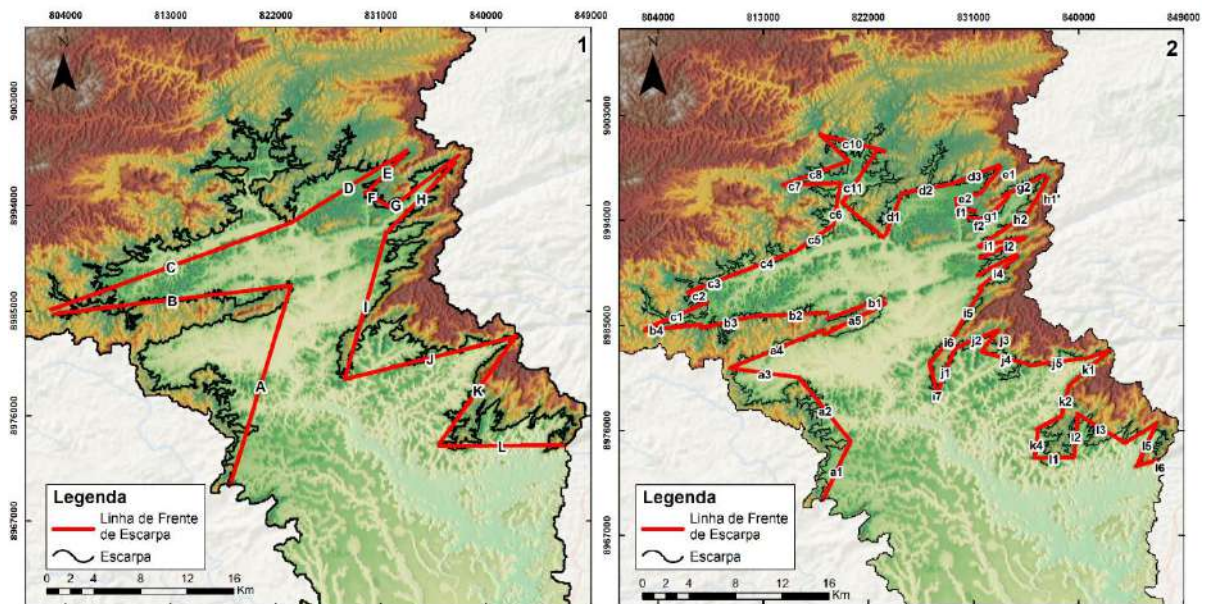 804000 813000 822000 831000 840000 849000
1
N
9003000
8994000
8985000
8976000
8967000
A
B
C
D
E
F
G
H
I
J
K
L
Legenda
Linha de Frente
de Escarpa
Escarpa
0 2 4 8 12 16
Km
804000 813000 822000 831000 840000 849000
2
N
9003000
8994000
8985000
8976000
8967000
c10
c8
c7
c11
c6
c5
c4
c3
c2
c1
d1
d2
d3
e1
e2
f1
f2
g1
g2
h1'
h2
i1
i2
i4
i5
i6
i7
b4
b3
b2
b1
a5
a4
a3
a2
a1
j1
j2
j3
j4
j5
k1
k2
k4
l1
l2
l3
l5
l6
Legenda
Linha de Frente
de Escarpa
Escarpa
0 2 4 8 12 16
Km